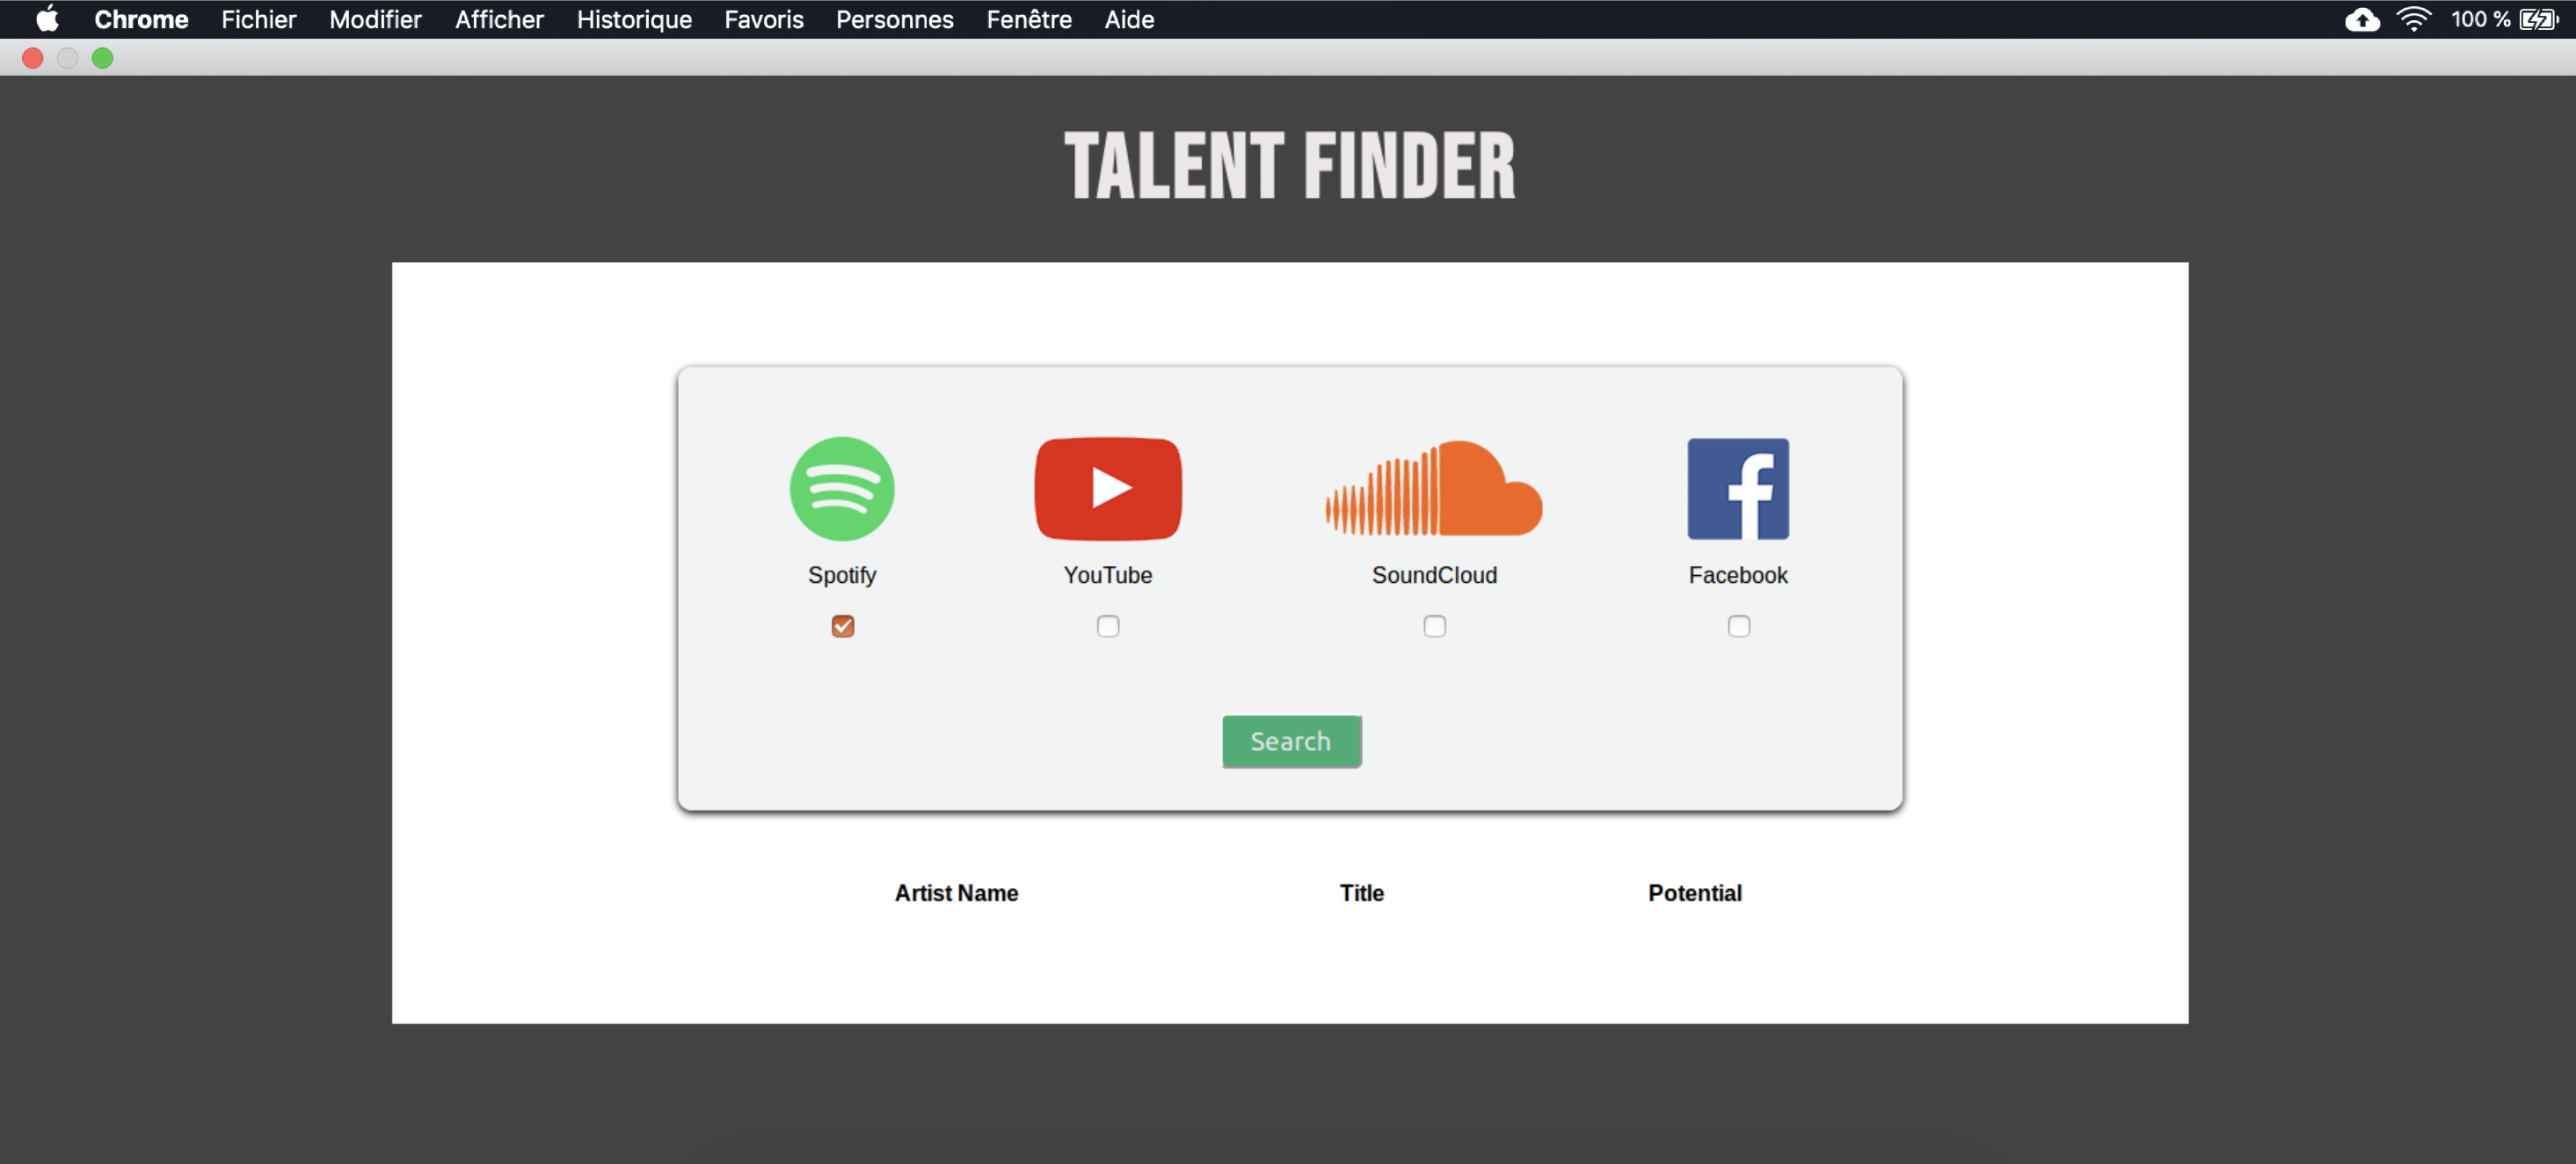 Chrome Fichier Modifier Afficher Historique Favoris Personnes Fenêtre Aide 100 %
TALENT FINDER
Spotify YouTube SoundCloud Facebook
Search
Artist Name Title Potential